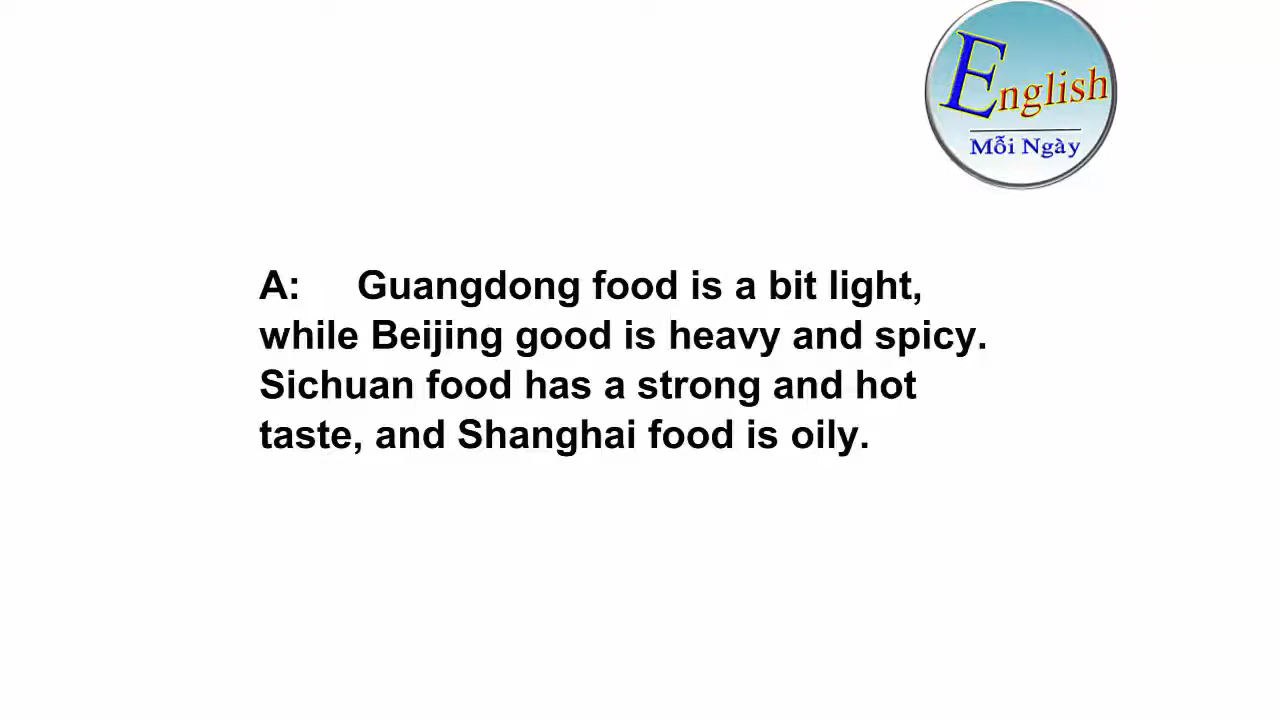 English
Mỗi Ngày
A: Guangdong food is a bit light,
while Beijing good is heavy and spicy.
Sichuan food has a strong and hot
taste, and Shanghai food is oily.